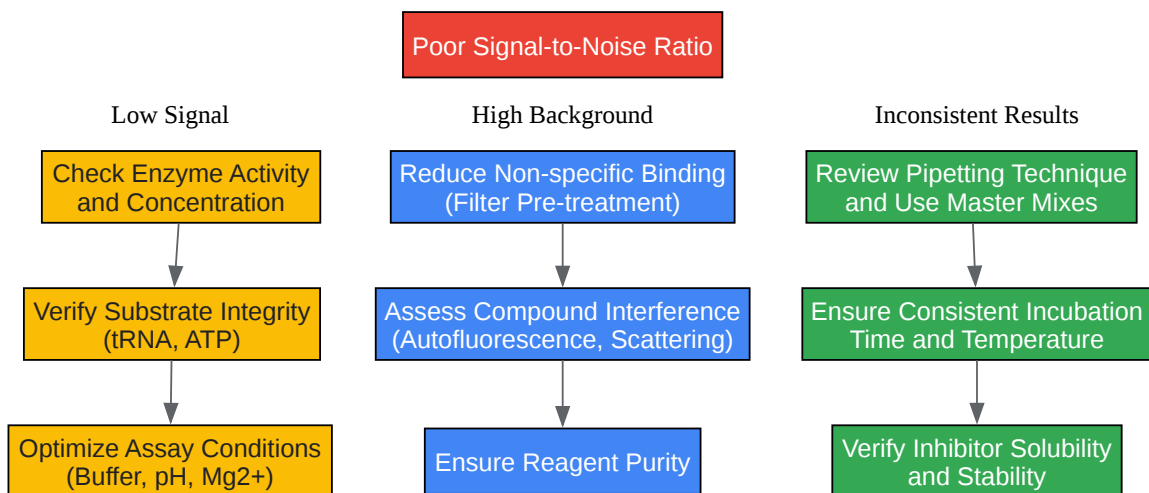 Poor Signal-to-Noise Ratio
Low Signal
Check Enzyme Activity
and Concentration
Verify Substrate Integrity
(tRNA, ATP)
Optimize Assay Conditions
(Buffer, pH, Mg2+)
High Background
Reduce Non-specific Binding
(Filter Pre-treatment)
Assess Compound Interference
(Autofluorescence, Scattering)
Ensure Reagent Purity
Inconsistent Results
Review Pipetting Technique
and Use Master Mixes
Ensure Consistent Incubation
Time and Temperature
Verify Inhibitor Solubility
and Stability